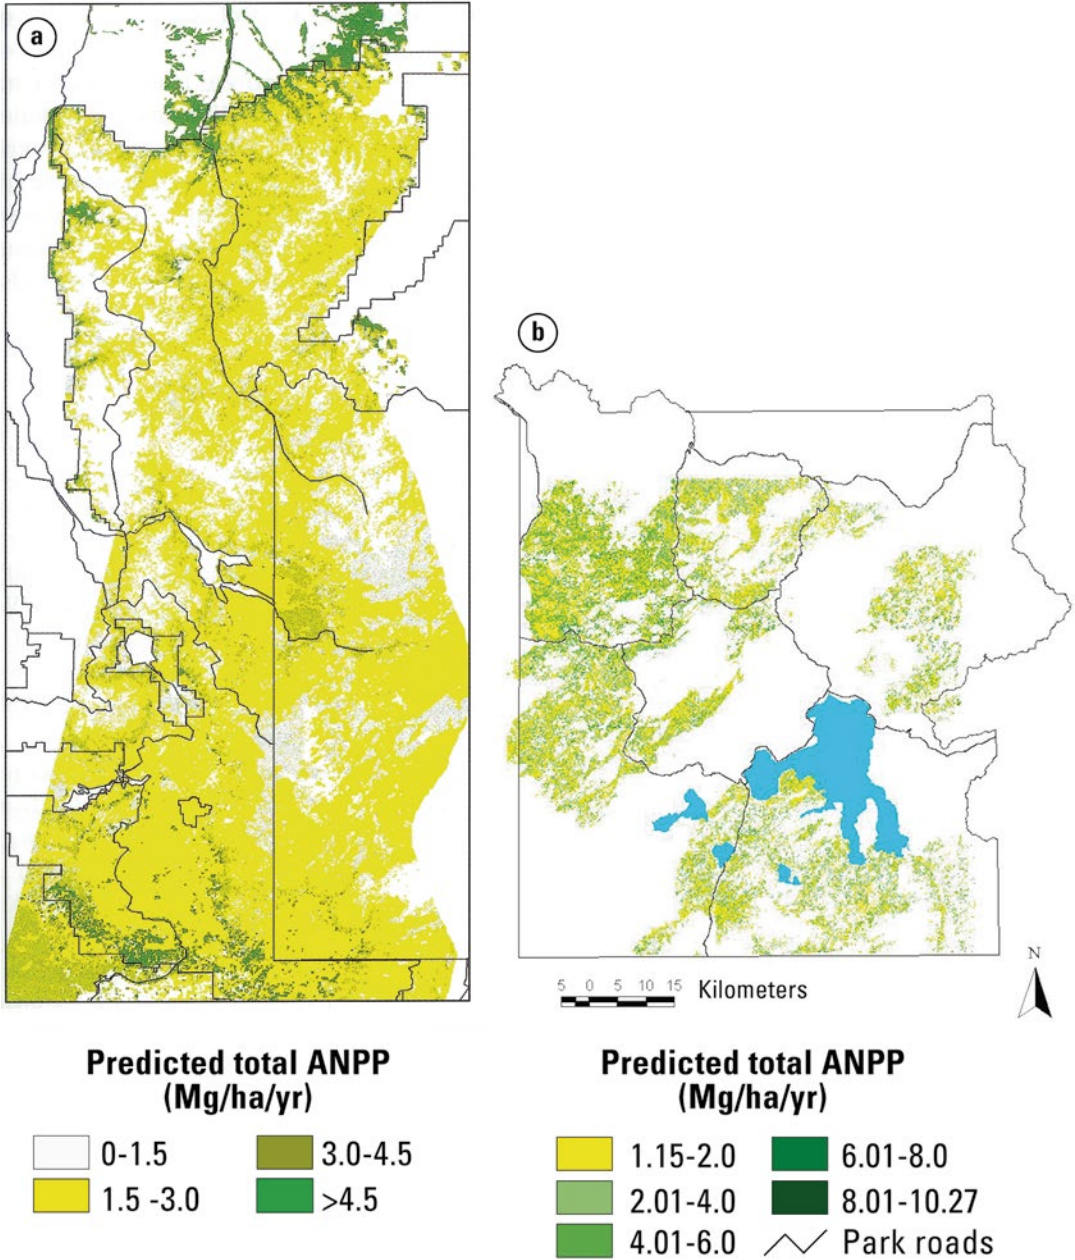 a
b
N
5 0 5 10 15 Kilometers
Predicted total ANPP
(Mg/ha/yr)
0-1.5
1.5 -3.0
3.0-4.5
>4.5
Predicted total ANPP
(Mg/ha/yr)
1.15-2.0
2.01-4.0
4.01-6.0
6.01-8.0
8.01-10.27
Park roads